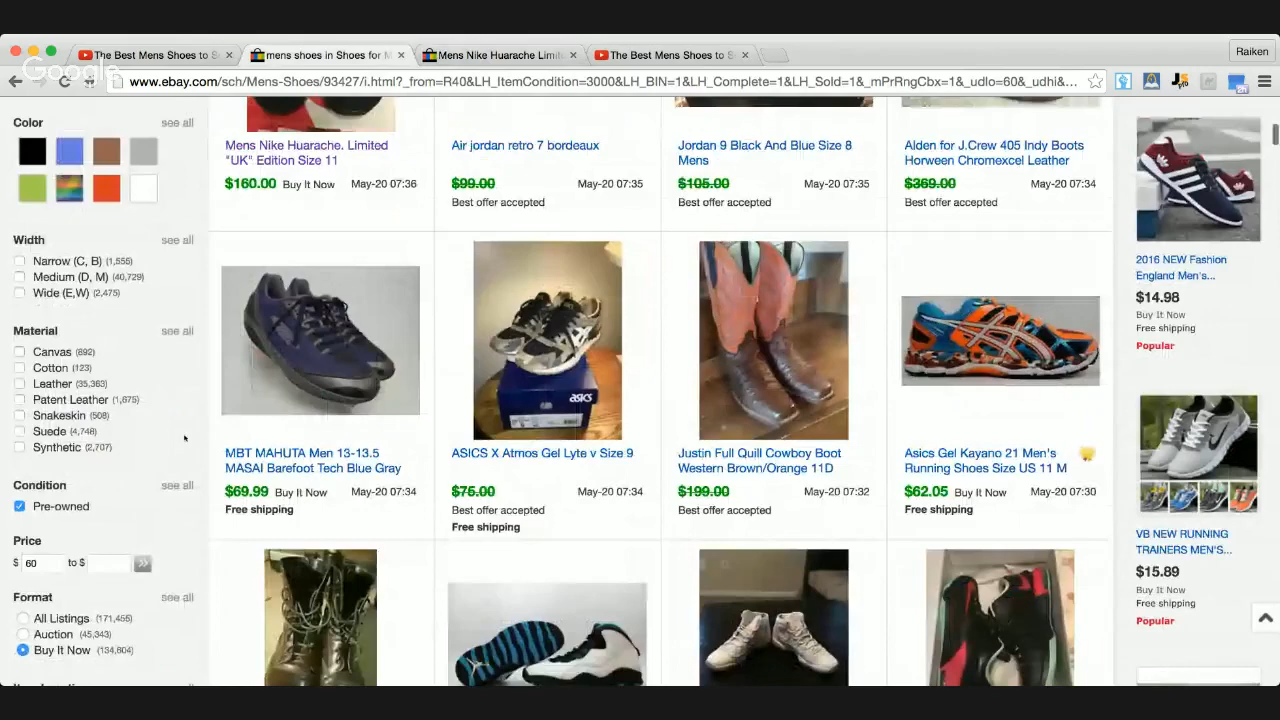 The Best Mens Shoes to S
mens shoes in Shoes for M
Mens Nike Huarache Limit
The Best Mens Shoes to S
Raiken
Google
www.ebay.com/sch/Mens-Shoes/93427/i.html?_from=R40&LH_ItemCondition=3000&LH_BIN=1&LH_Complete=1&LH_Sold=1&_mPrRngCbx=1&_udlo=60&_udhi&...
Color
see all
Width
see all
Narrow (C, B) (1,555)
Medium (D, M) (40,729)
Wide (E,W) (2,475)
Material
see all
Canvas (892)
Cotton (123)
Leather (35,363)
Patent Leather (1,675)
Snakeskin (508)
Suede (4,748)
Synthetic (2,707)
Condition
see all
Pre-owned
Price
$ 60 to $
Format
see all
All Listings (171,455)
Auction (45,343)
Buy It Now (134,604)
Mens Nike Huarache. Limited
"UK" Edition Size 11
$160.00 Buy It Now May-20 07:36
Air jordan retro 7 bordeaux
$99.00 May-20 07:35
Best offer accepted
Jordan 9 Black And Blue Size 8
Mens
$105.00 May-20 07:35
Best offer accepted
Alden for J.Crew 405 Indy Boots
Horween Chromexcel Leather
$369.00 May-20 07:34
Best offer accepted
asics
MBT MAHUTA Men 13-13.5
MASAI Barefoot Tech Blue Gray
$69.99 Buy It Now May-20 07:34
Free shipping
ASICS X Atmos Gel Lyte v Size 9
$75.00 May-20 07:34
Best offer accepted
Free shipping
Justin Full Quill Cowboy Boot
Western Brown/Orange 11D
$199.00 May-20 07:32
Best offer accepted
Asics Gel Kayano 21 Men's
Running Shoes Size US 11 M
$62.05 Buy It Now May-20 07:30
Free shipping
2016 NEW Fashion
England Men's...
$14.98
Buy It Now
Free shipping
Popular
VB NEW RUNNING
TRAINERS MEN'S...
$15.89
Buy It Now
Free shipping
Popular